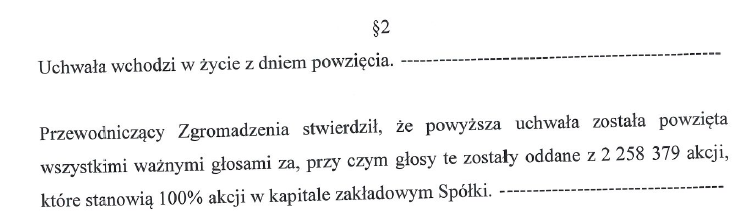 §2
Uchwała wchodzi w życie z dniem powzięcia. --------------------------------------------------
Przewodniczący Zgromadzenia stwierdził, że powyższa uchwała została powzięta
wszystkimi ważnymi głosami za, przy czym głosy te zostały oddane z 2 258 379 akcji,
które stanowią 100% akcji w kapitale zakładowym Spółki. -----------------------------------